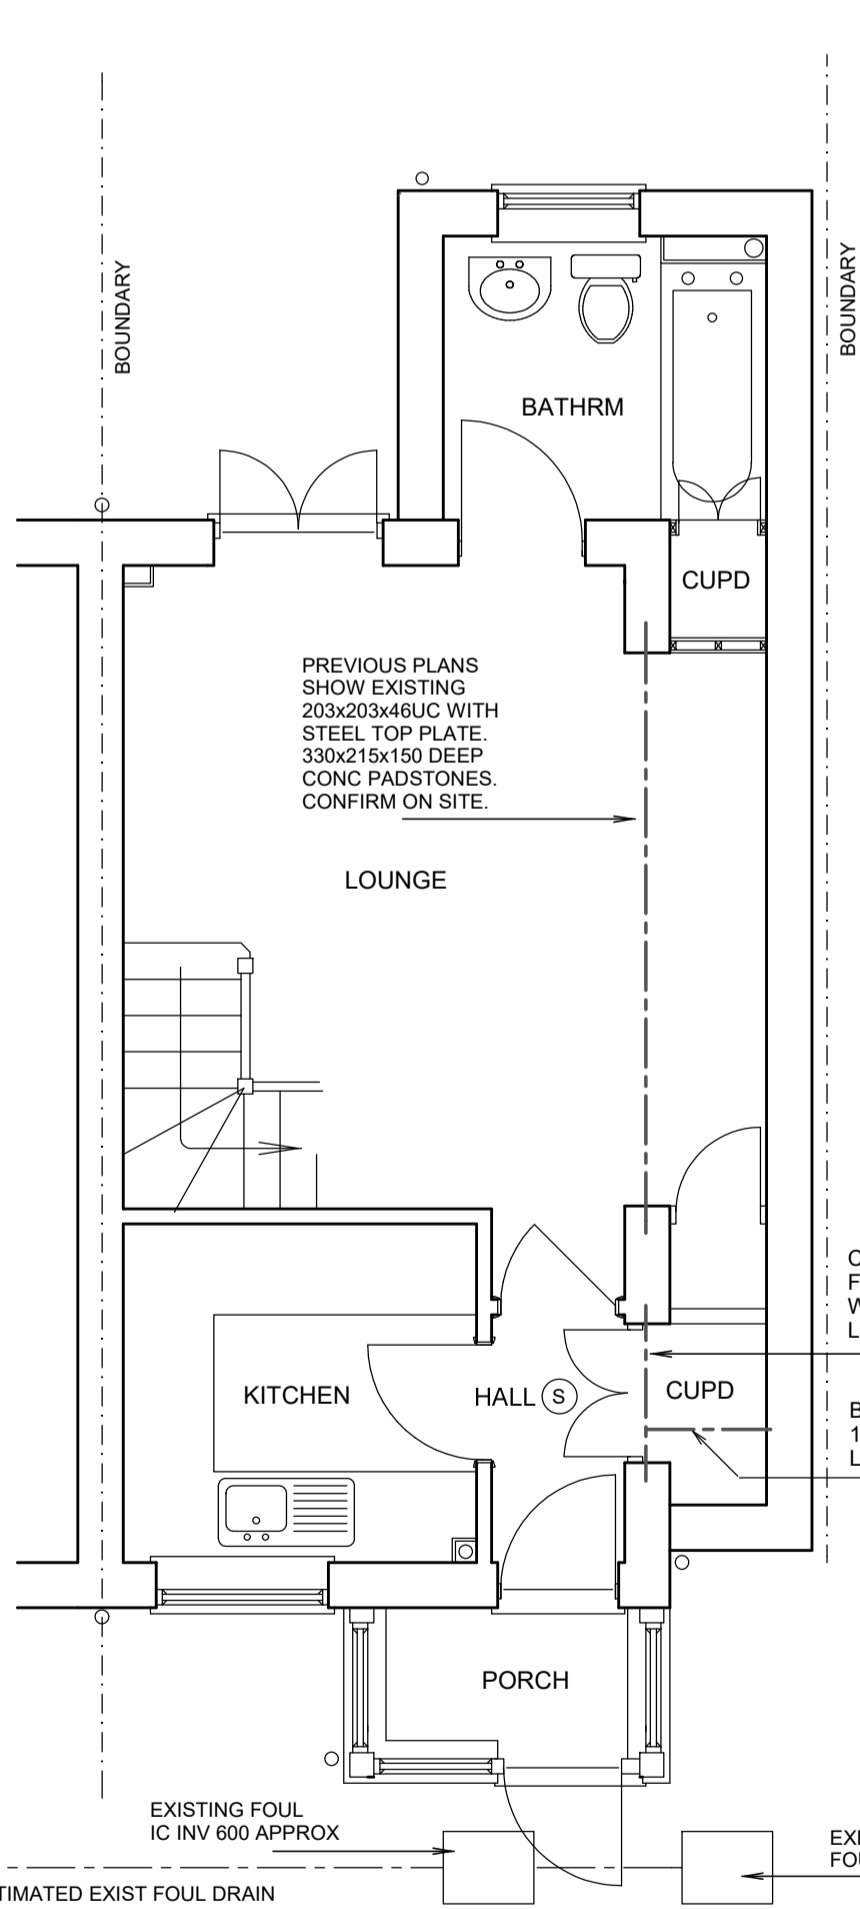 BOUNDARY
BOUNDARY
BATHRM
CUPD
PREVIOUS PLANS
SHOW EXISTING
203x203x46UC WITH
STEEL TOP PLATE.
330x215x150 DEEP
CONC PADSTONES.
CONFIRM ON SITE.
LOUNGE
KITCHEN
HALL S
CUPD
PORCH
EXISTING FOUL
IC INV 600 APPROX
TIMATED EXIST FOUL DRAIN